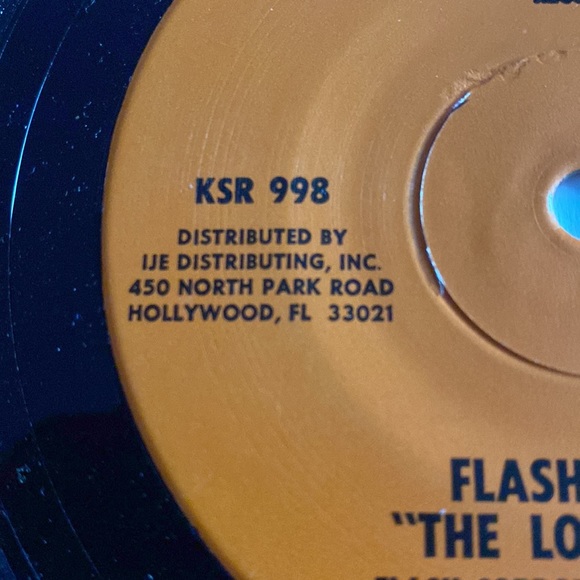 KSR 998
DISTRIBUTED BY
IJE DISTRIBUTING, INC.
450 NORTH PARK ROAD
HOLLYWOOD, FL 33021
FLASH
"THE LO